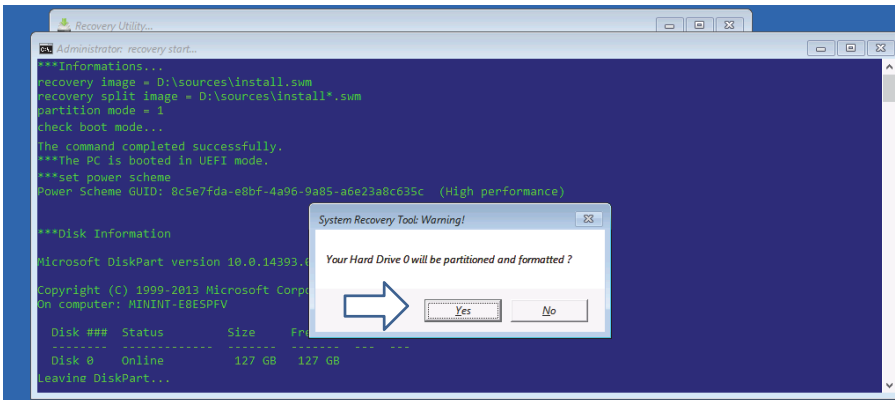 Recovery Utility...
Administrator: recovery start...
***Informations...
recovery image = D:\sources\install.swm
recovery split image = D:\sources\install*.swm
partition mode = 1
check boot mode...
The command completed successfully.
***The PC is booted in UEFI mode.
***set power scheme
Power Scheme GUID: 8c5e7fda-e8bf-4a96-9a85-a6e23a8c635c  (High performance)
***Disk Information
Microsoft DiskPart version 10.0.14393.
Copyright (C) 1999-2013 Microsoft Corpo
On computer: MININT-E8ESPFV
Disk ###  Status  Size  Fre
--------  -------------  -------  -------  ---  ---
Disk 0  Online  127 GB  127 GB
Leaving DiskPart...
System Recovery Tool: Warning!
Your Hard Drive 0 will be partitioned and formatted ?
Yes  No